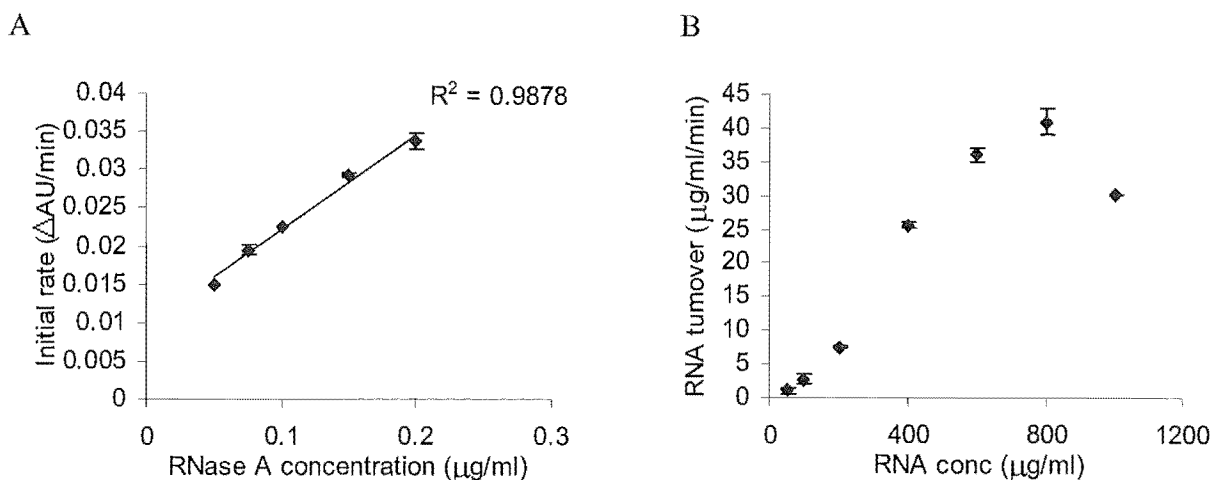 A
B
0.04
0.035
0.03
0.025
0.02
0.015
0.01
0.005
0
Initial rate (△AU/min)
R² = 0.9878
0 0.1 0.2 0.3
RNase A concentration (µg/ml)
45
40
35
30
25
20
15
10
5
0
RNA turnover (µg/ml/min)
0 400 800 1200
RNA conc (µg/ml)